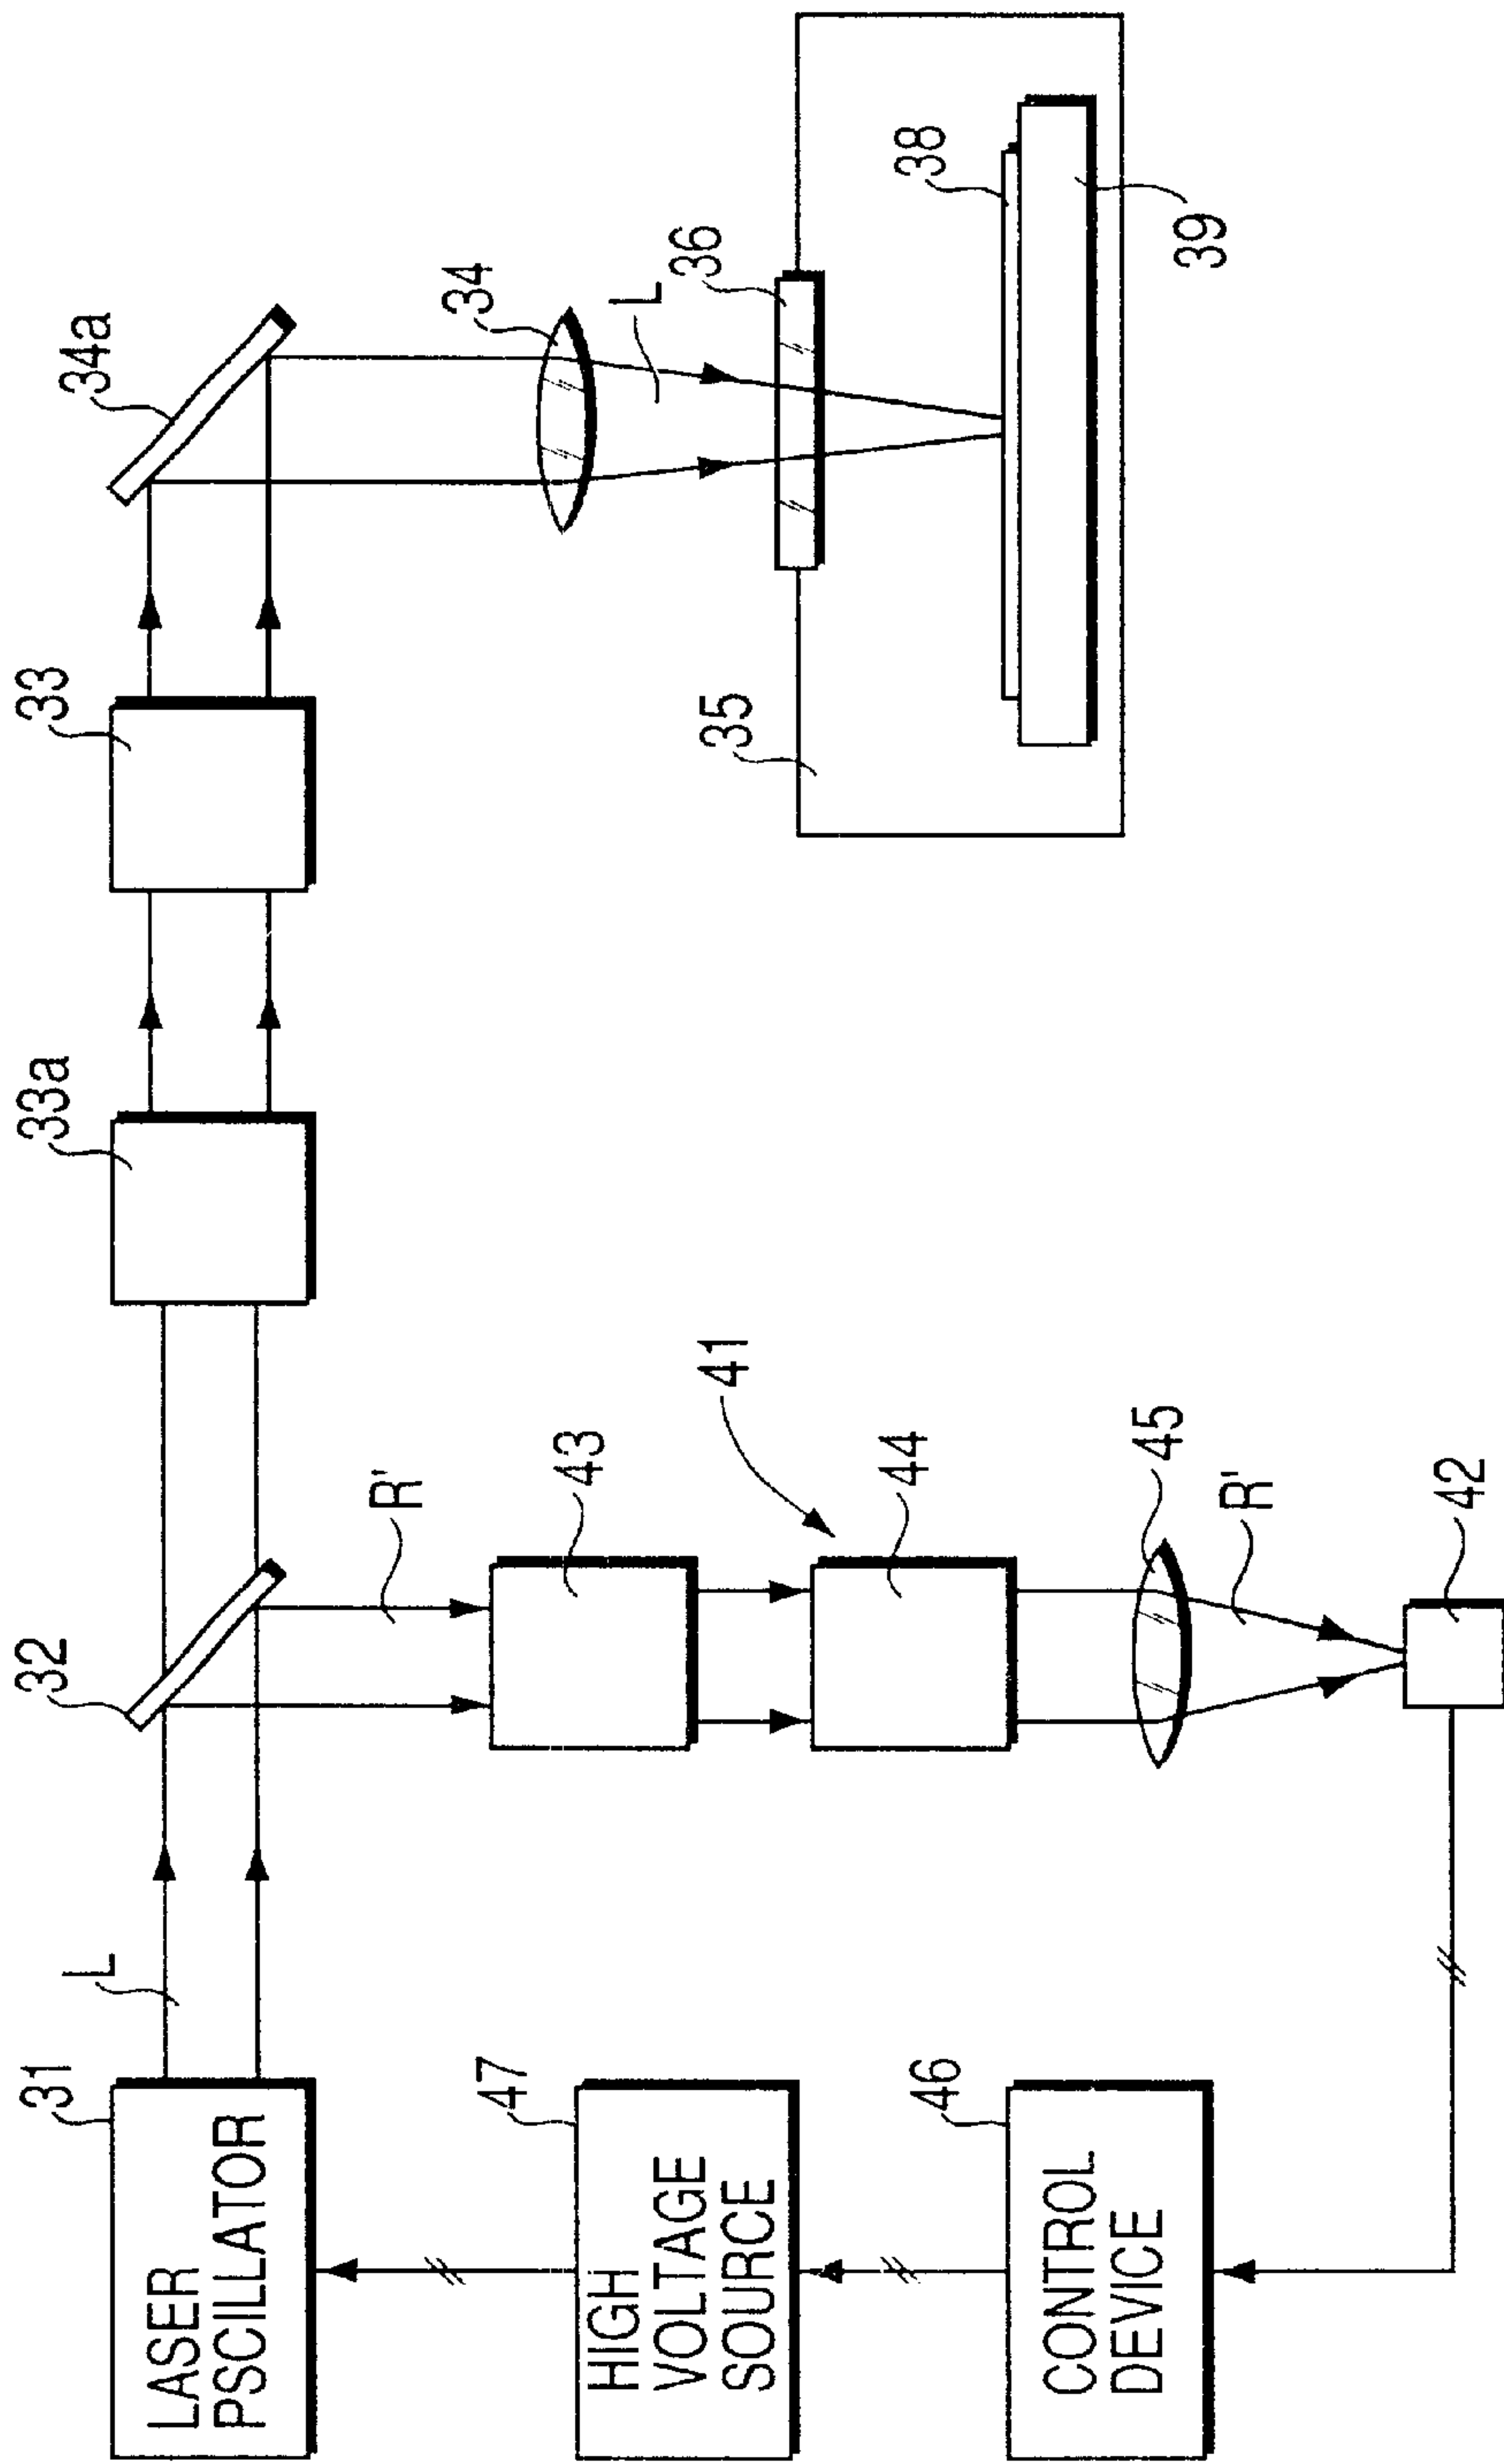 31
LASER
PSCILLATOR
L
32
33a
33
34a
34
L
36
35
38
39
R'
43
41
44
45
R'
42
47
HIGH
VOLTAGE
SOURCE
46
CONTROL
DEVICE